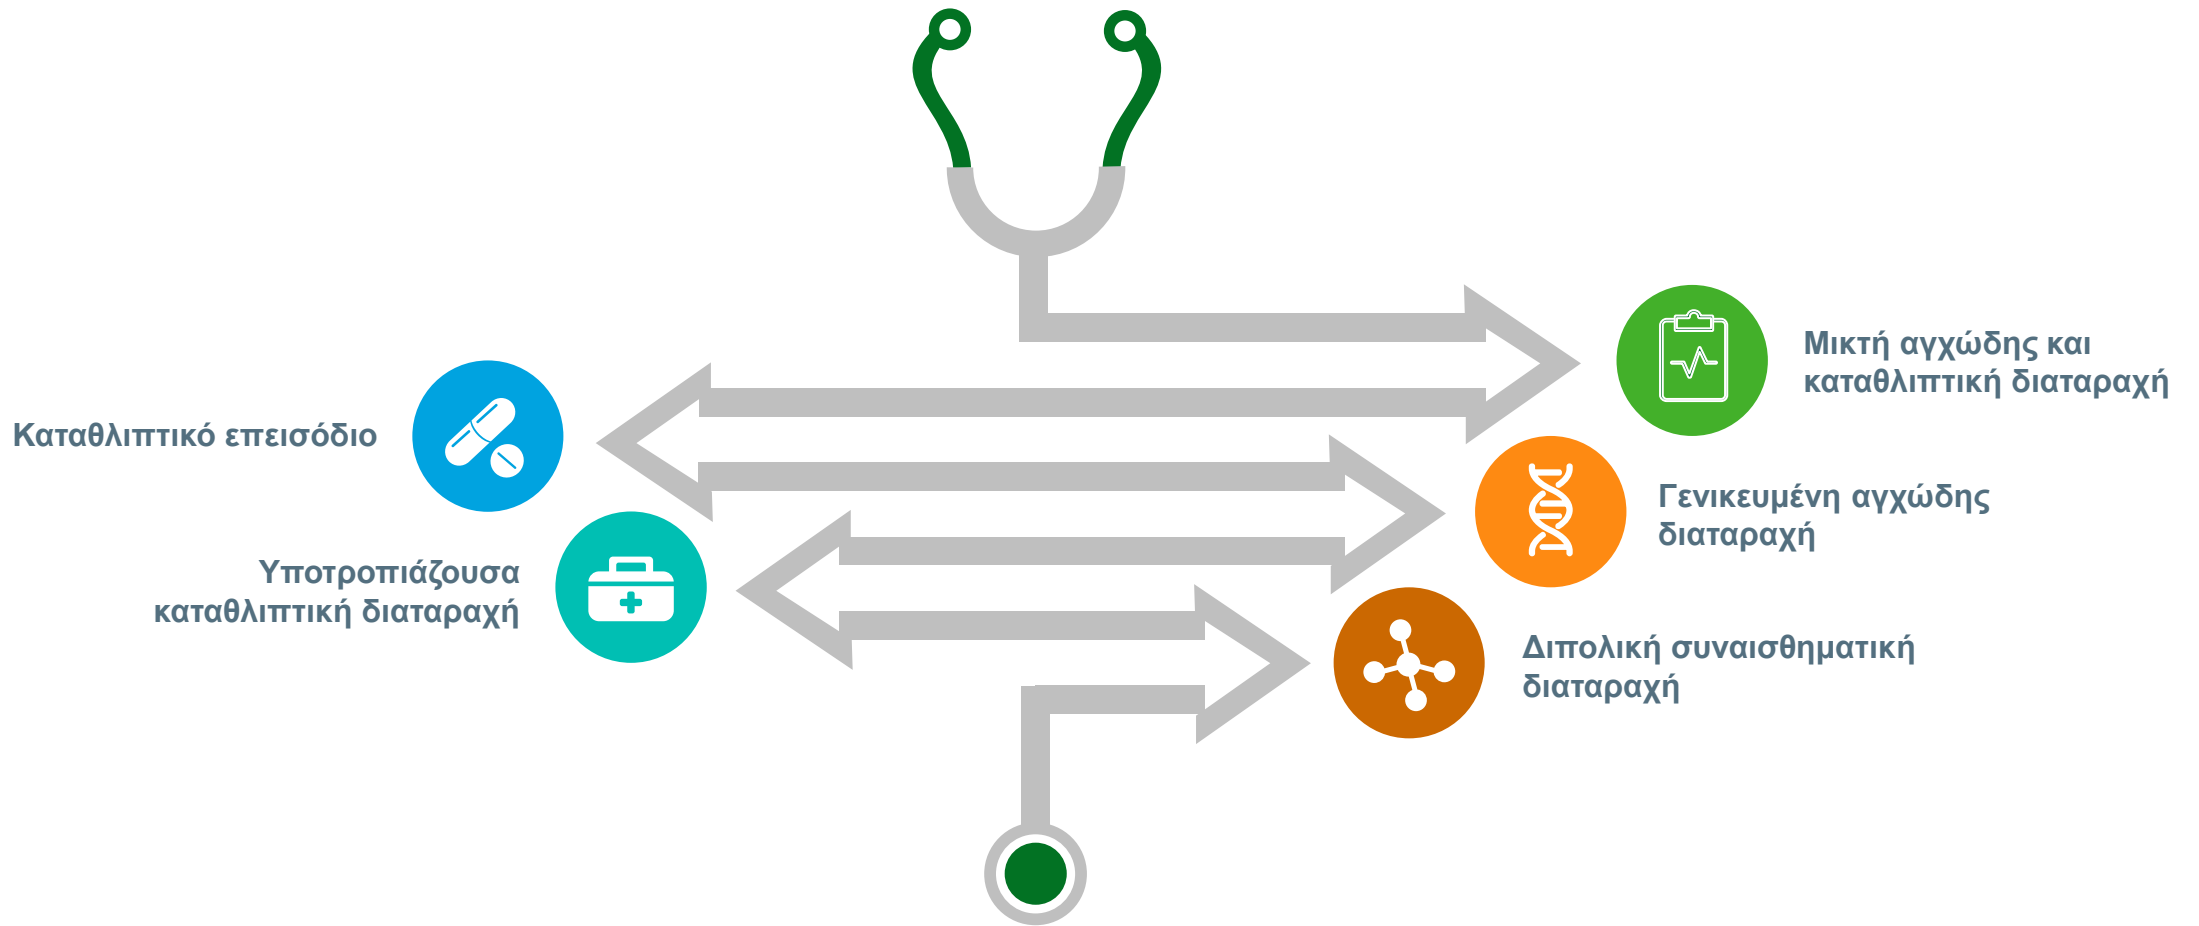 Μικτή αγχώδης και
καταθλιπτική διαταραχή
Καταθλιπτικό επεισόδιο
Γενικευμένη αγχώδης
διαταραχή
Υποτροπιάζουσα
καταθλιπτική διαταραχή
Διπολική συναισθηματική
διαταραχή